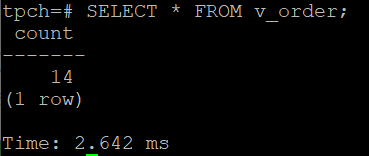 tpch=# SELECT * FROM v_order;
count
-------
14
(1 row)
Time: 2.642 ms